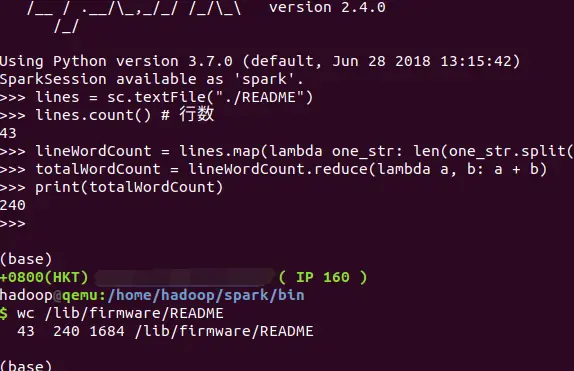 /__ / .__/\_,_/_/ /_/\_\   version 2.4.0
   /_/
Using Python version 3.7.0 (default, Jun 28 2018 13:15:42)
SparkSession available as 'spark'.
>>> lines = sc.textFile("./README")
>>> lines.count() # 行数
43
>>> lineWordCount = lines.map(lambda one_str: len(one_str.split(
>>> totalWordCount = lineWordCount.reduce(lambda a, b: a + b)
>>> print(totalWordCount)
240
>>>
(base)
+0800(HKT) ( IP 160 )
hadoop@qemu:/home/hadoop/spark/bin
$ wc /lib/firmware/README
  43  240 1684 /lib/firmware/README
(base)